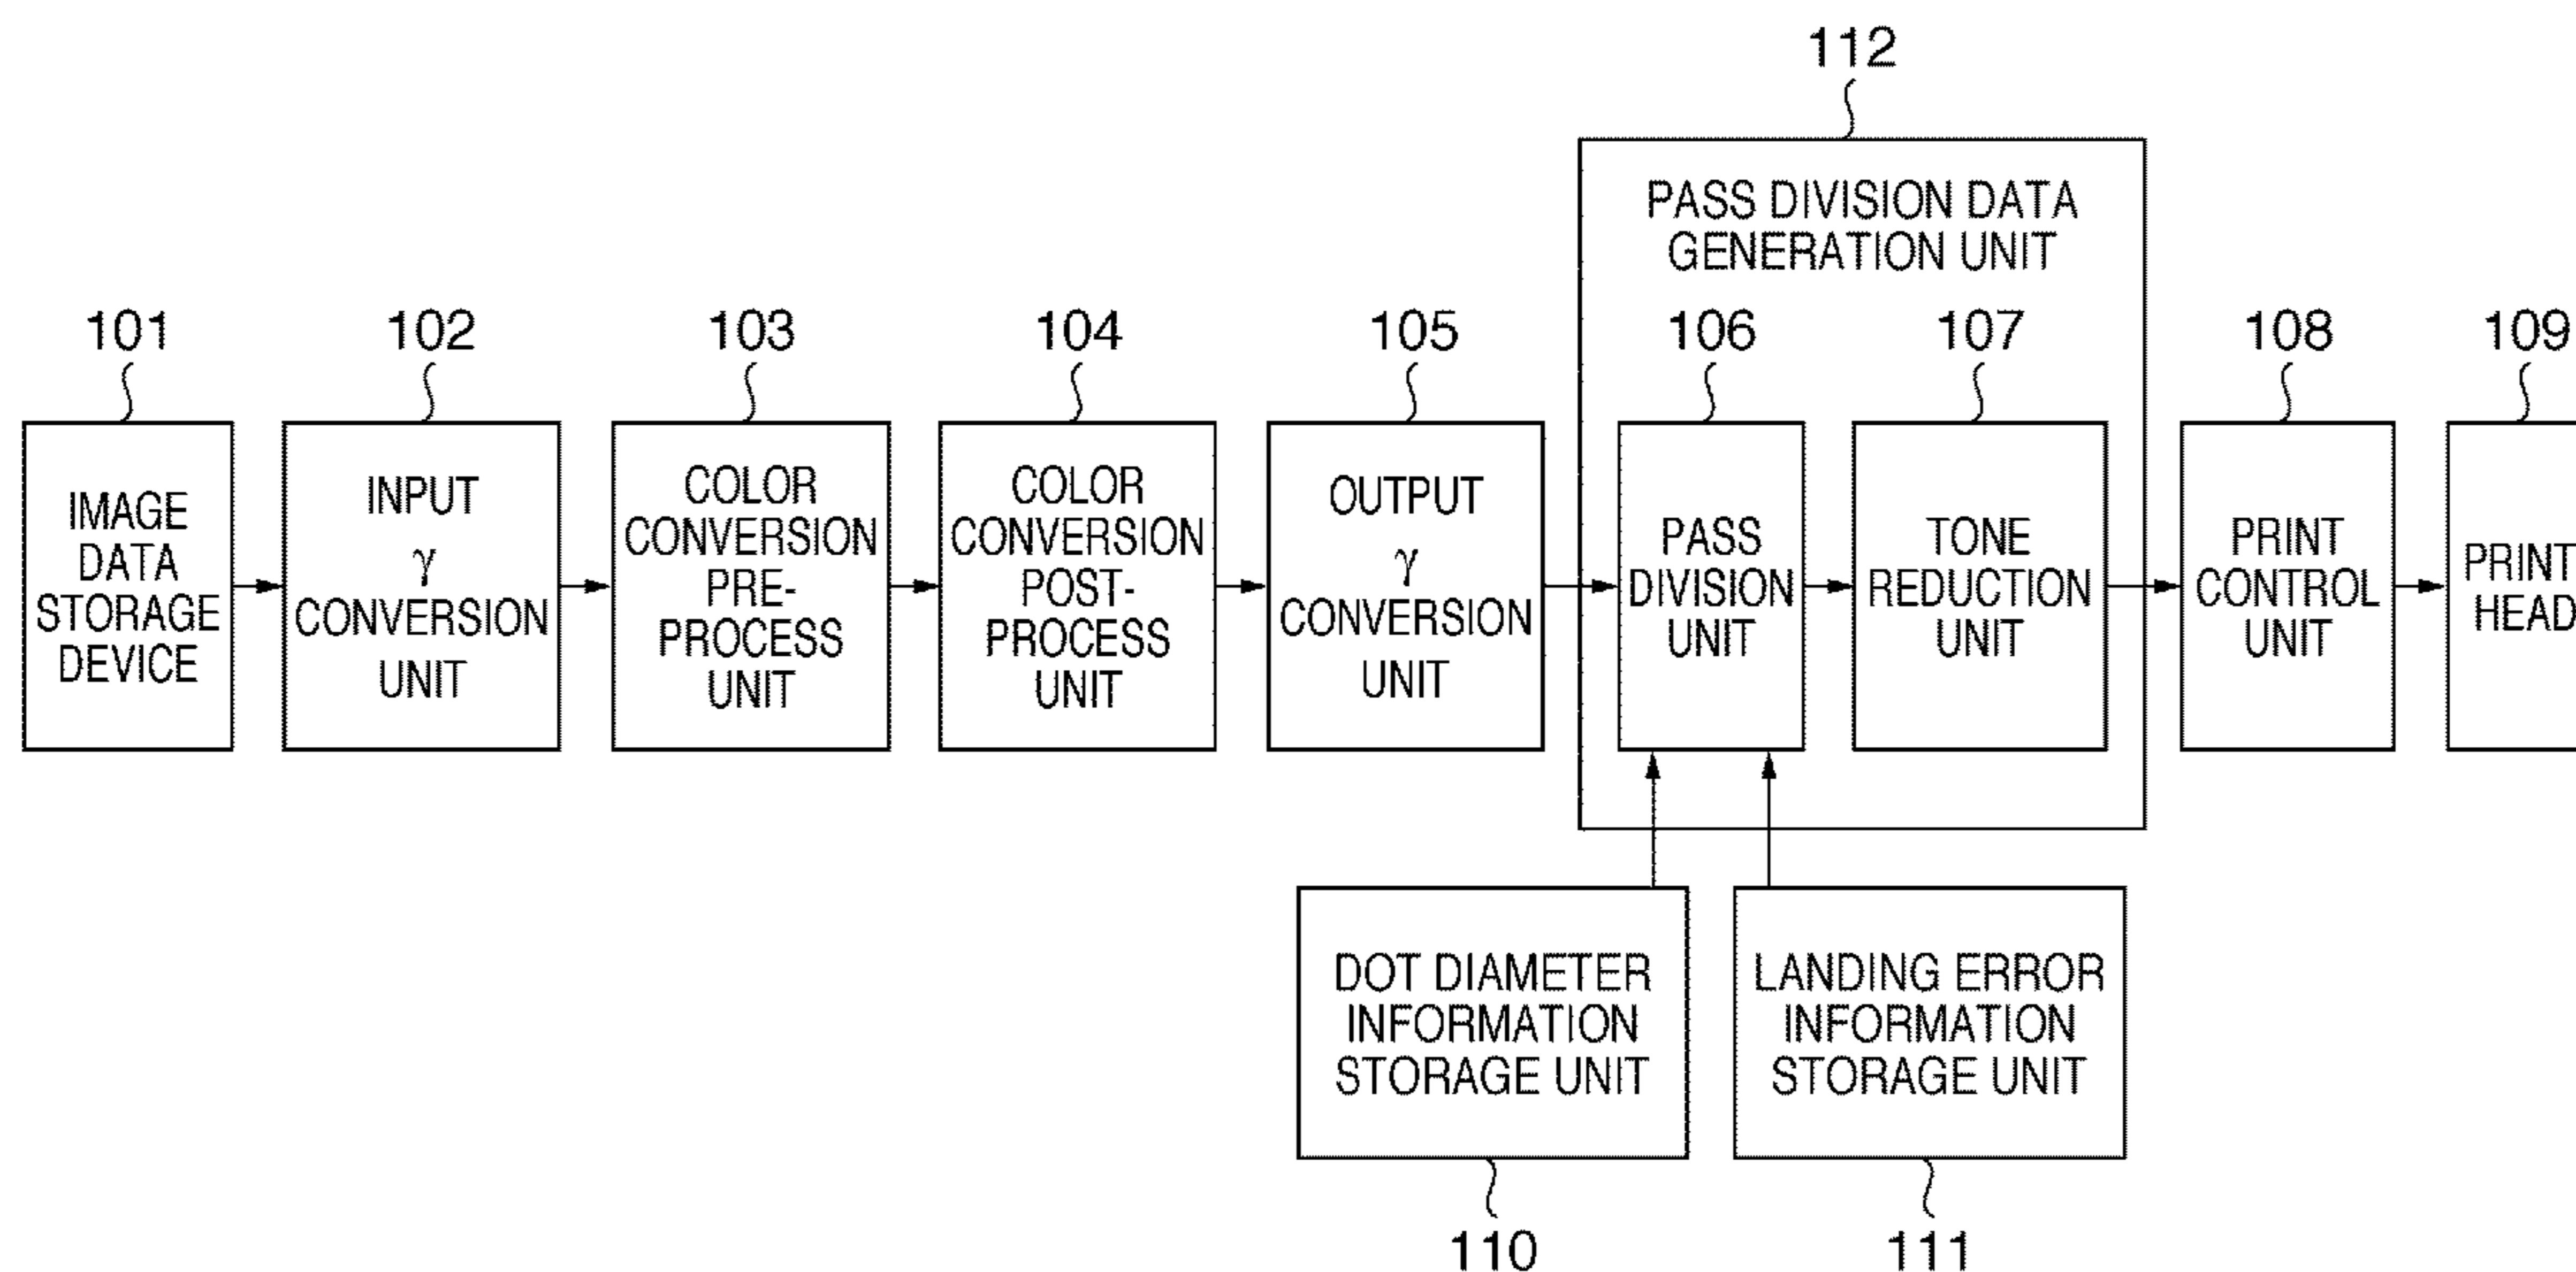 112
PASS DIVISION DATA
GENERATION UNIT
101
102
103
104
105
106
107
108
109
IMAGE
DATA
STORAGE
DEVICE
INPUT
γ
CONVERSION
UNIT
COLOR
CONVERSION
PRE-
PROCESS
UNIT
COLOR
CONVERSION
POST-
PROCESS
UNIT
OUTPUT
γ
CONVERSION
UNIT
PASS
DIVISION
UNIT
TONE
REDUCTION
UNIT
PRINT
CONTROL
UNIT
PRINT
HEAD
DOT DIAMETER
INFORMATION
STORAGE UNIT
LANDING ERROR
INFORMATION
STORAGE UNIT
110
111